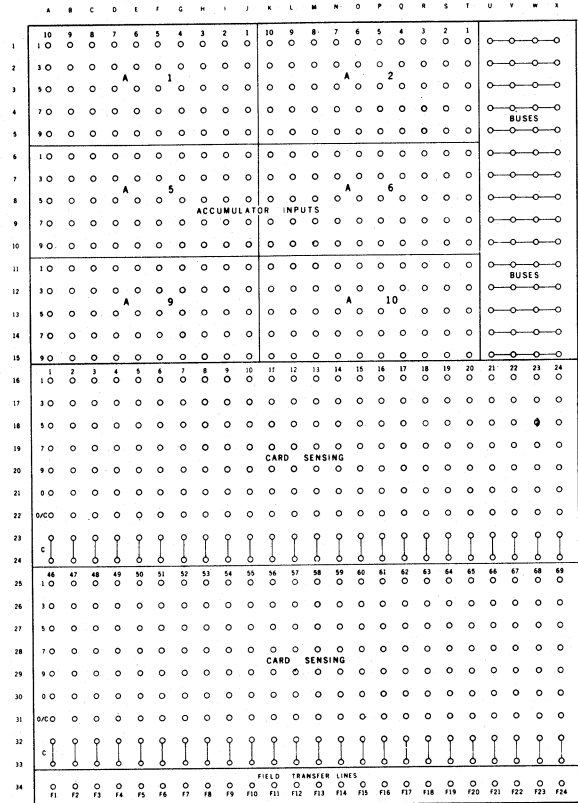 A B C D E F G H I J K L M N O P Q R S T U V W X
10 9 8 7 6 5 4 3 2 1 10 9 8 7 6 5 4 3 2 1
1 1
2 3
A 1 A 2
3 5
4 7
BUSES
5 9
6 1
7 3
A 5 A 6
8 5
ACCUMULATOR INPUTS
9 7
10 9
11 1
BUSES
12 3
A 9 A 10
13 5
14 7
15 9
1 2 3 4 5 6 7 8 9 10 11 12 13 14 15 16 17 18 19 20 21 22 23 24
16 1
17 3
18 5
19 7
CARD SENSING
20 9
21 0
22 0/C
23
C
24
46 47 48 49 50 51 52 53 54 55 56 57 58 59 60 61 62 63 64 65 66 67 68 69
25 1
26 3
27 5
28 7
CARD SENSING
29 9
30 0
31 0/C
32
C
33
FIELD TRANSFER LINES
34
F1 F2 F3 F4 F5 F6 F7 F8 F9 F10 F11 F12 F13 F14 F15 F16 F17 F18 F19 F20 F21 F22 F23 F24